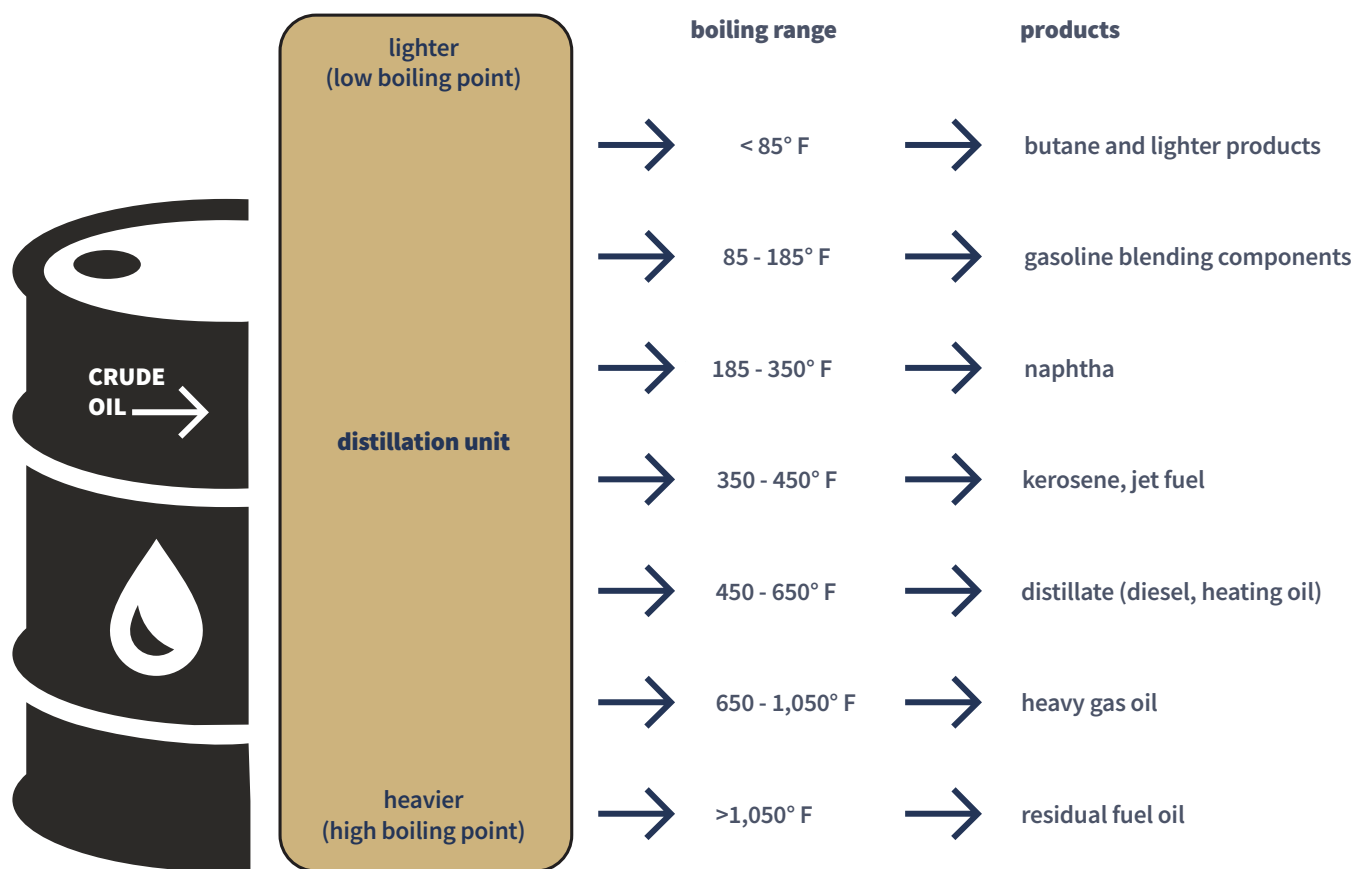 boiling range
products
lighter
(low boiling point)
< 85° F
butane and lighter products
85 - 185° F
gasoline blending components
CRUDE
OIL
185 - 350° F
naphtha
distillation unit
350 - 450° F
kerosene, jet fuel
450 - 650° F
distillate (diesel, heating oil)
650 - 1,050° F
heavy gas oil
heavier
(high boiling point)
>1,050° F
residual fuel oil